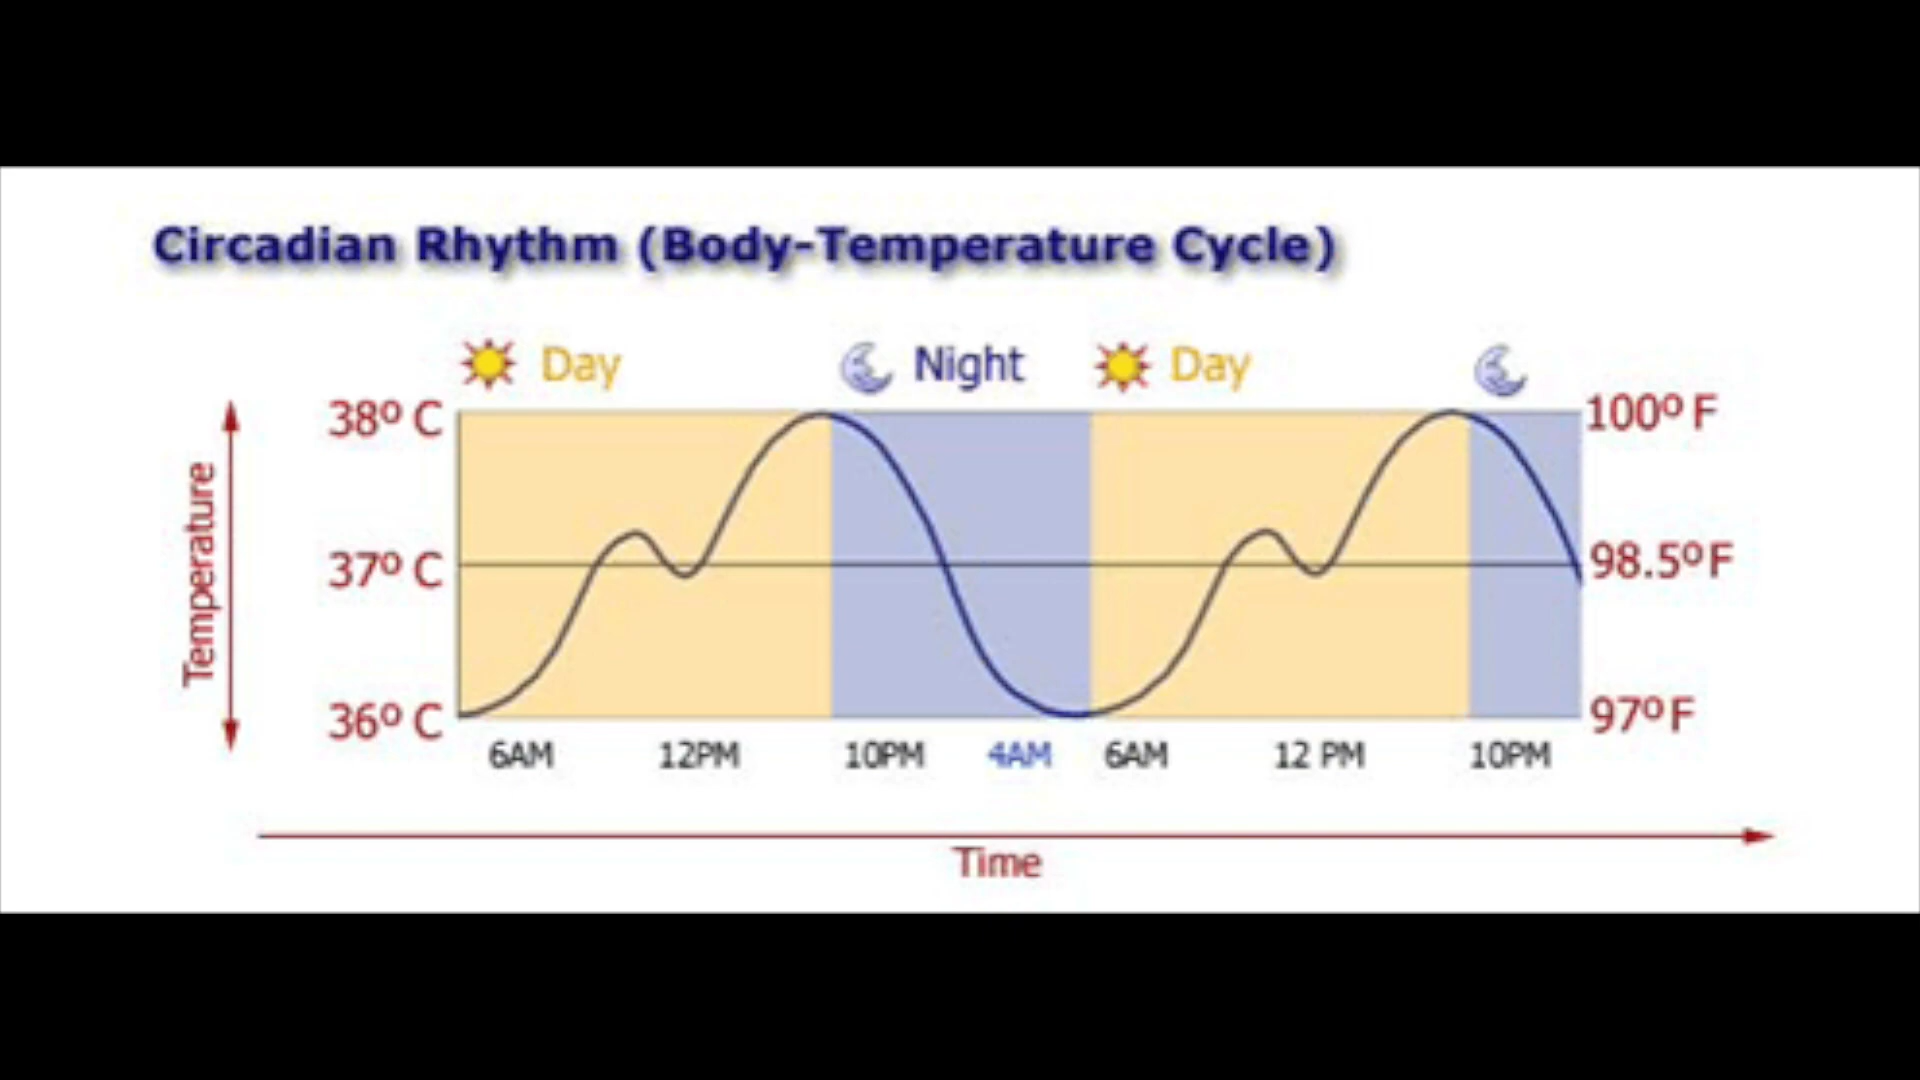 Circadian Rhythm (Body-Temperature Cycle)
Day Night Day
38º C 100º F
37º C 98.5º F
36º C 97º F
Temperature
6AM 12PM 10PM 4AM 6AM 12 PM 10PM
Time